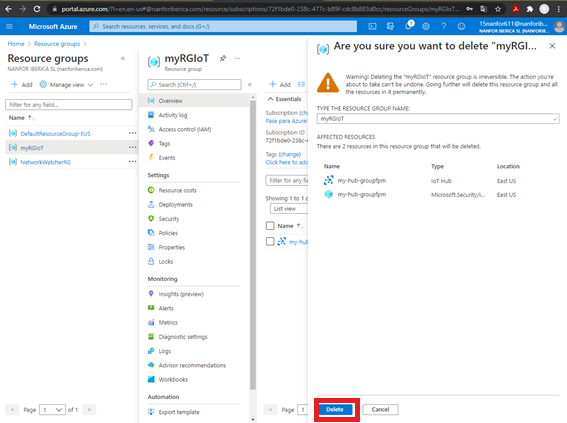 portal.azure.com/?l=en.en-us#@nanforiberica.com/resource/subscriptions/72f1bde0-238c-477c-b89f-cdc8b883d0cc/resourceGroups/myRGIoT...
Microsoft Azure
Search resources, services, and docs (G+/)
1
15nanfor611@nanforib...
NANFOR IBERICA SL (NANFORIB...
Home > Resource groups >
Resource groups
NANFOR IBERICA SL (nanforiberica.com)
+ Add
Manage view
...
Filter for any field...
Name ↑↓
DefaultResourceGroup-EUS
...
myRGIoT
...
NetworkWatcherRG
...
< Page 1 of 1 >
myRGIoT
Resource group
Search (Ctrl+/)
Overview
Activity log
Access control (IAM)
Tags
Events
Settings
Resource costs
Deployments
Security
Policies
Properties
Locks
Monitoring
Insights (preview)
Alerts
Metrics
Diagnostic settings
Logs
Advisor recommendations
Workbooks
Automation
Export template
+ Add
Essentials
Subscription (change)
Pase para Azure
Subscription ID
72f1bde0-238c-4
Tags (change)
Click here to add
Filter for any field...
Showing 1 to 1 of
List view
Name ↑
my-hub
< Page 1
Are you sure you want to delete "myRGI...
Warning! Deleting the "myRGIoT" resource group is irreversible. The action you're
about to take can't be undone. Going further will delete this resource group and all
the resources in it permanently.
TYPE THE RESOURCE GROUP NAME:
myRGIoT
AFFECTED RESOURCES
There are 2 resources in this resource group that will be deleted.
Name Type Location
my-hub-groupfpm IoT Hub East US
my-hub-groupfpm Microsoft.Security/i... East US
Delete
Cancel